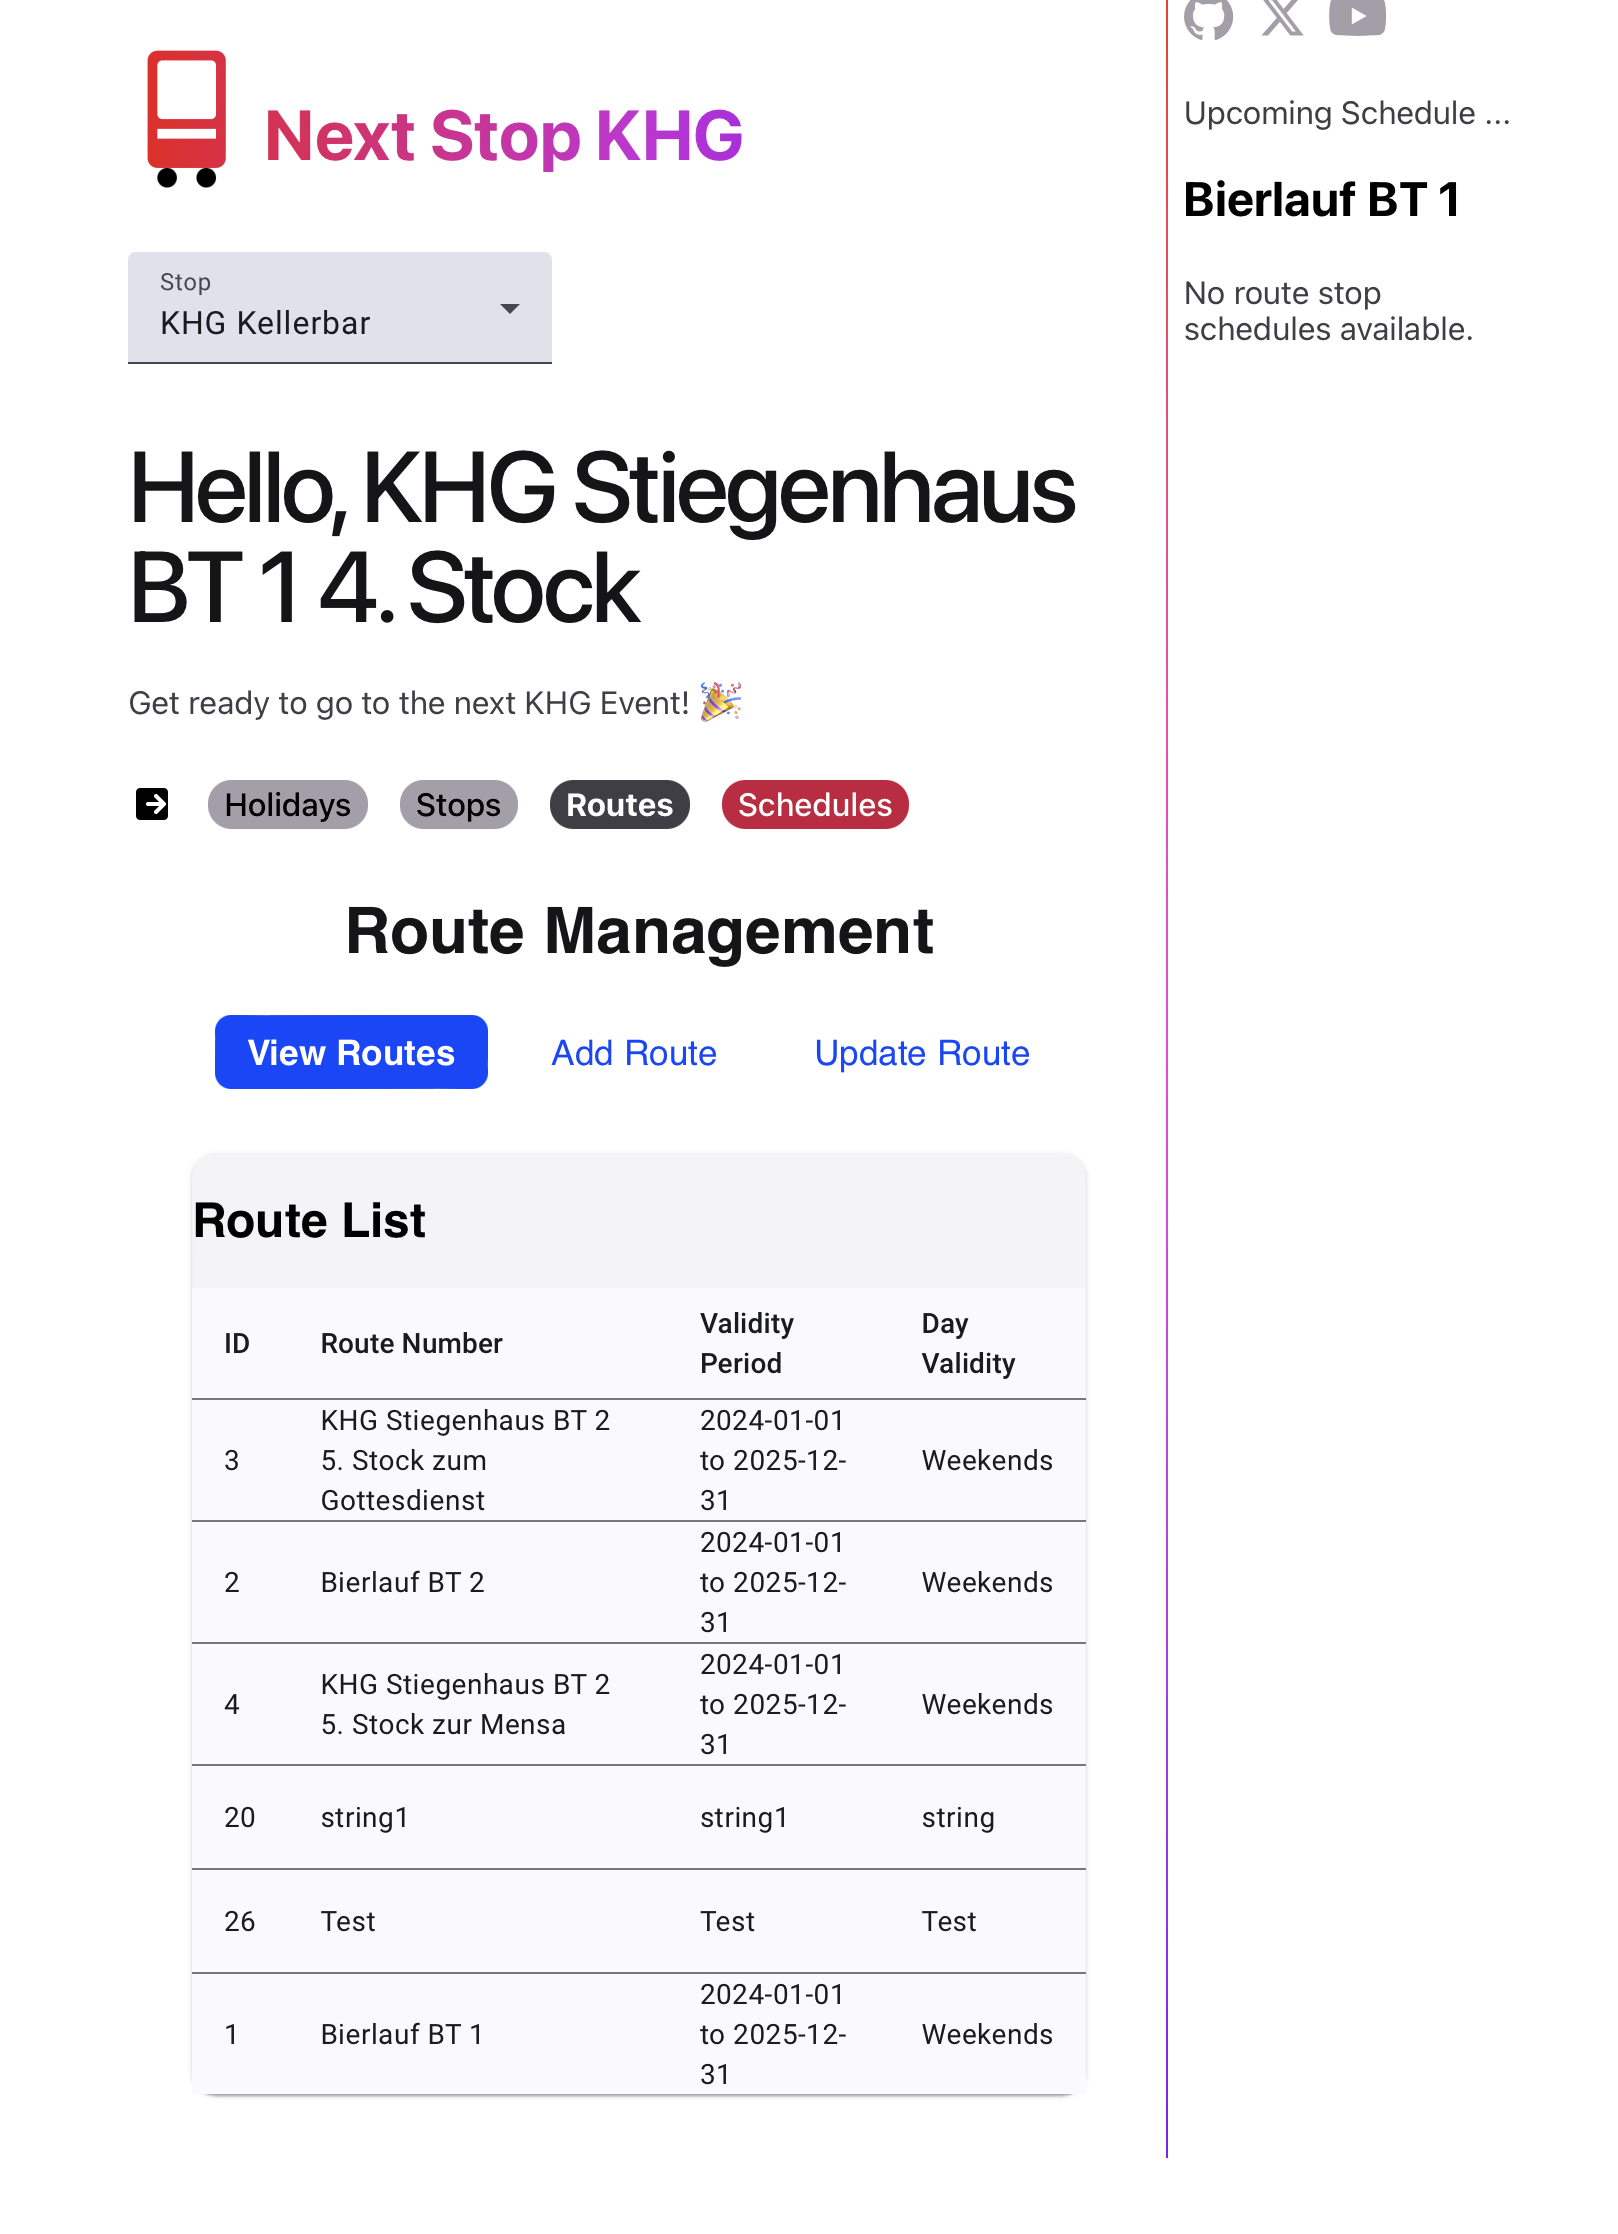 Next Stop KHG
Stop
KHG Kellerbar
Hello, KHG Stiegenhaus
BT 1 4. Stock
Get ready to go to the next KHG Event! 🎉
Holidays Stops Routes Schedules
Route Management
View Routes Add Route Update Route
Route List
ID Route Number Validity Period Day Validity
3 KHG Stiegenhaus BT 2 5. Stock zum Gottesdienst 2024-01-01 to 2025-12-31 Weekends
2 Bierlauf BT 2 2024-01-01 to 2025-12-31 Weekends
4 KHG Stiegenhaus BT 2 5. Stock zur Mensa 2024-01-01 to 2025-12-31 Weekends
20 string1 string1 string
26 Test Test Test
1 Bierlauf BT 1 2024-01-01 to 2025-12-31 Weekends
Upcoming Schedule ...
Bierlauf BT 1
No route stop
schedules available.